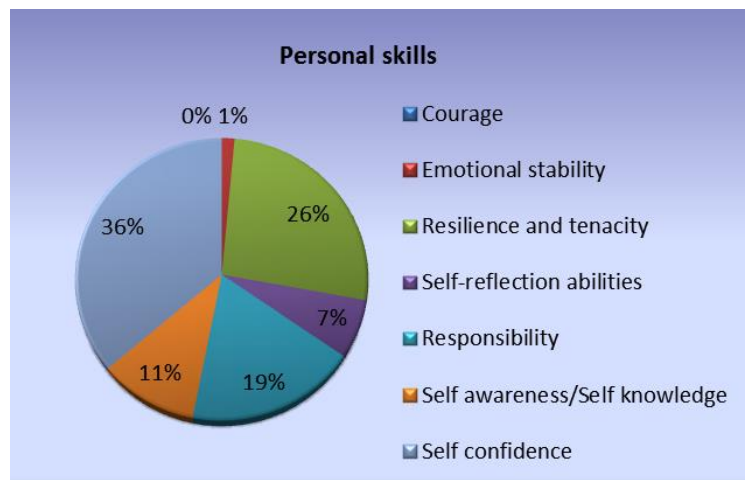 Personal skills
0% 1%
26%
36%
7%
11%
19%
Courage
Emotional stability
Resilience and tenacity
Self-reflection abilities
Responsibility
Self awareness/Self knowledge
Self confidence